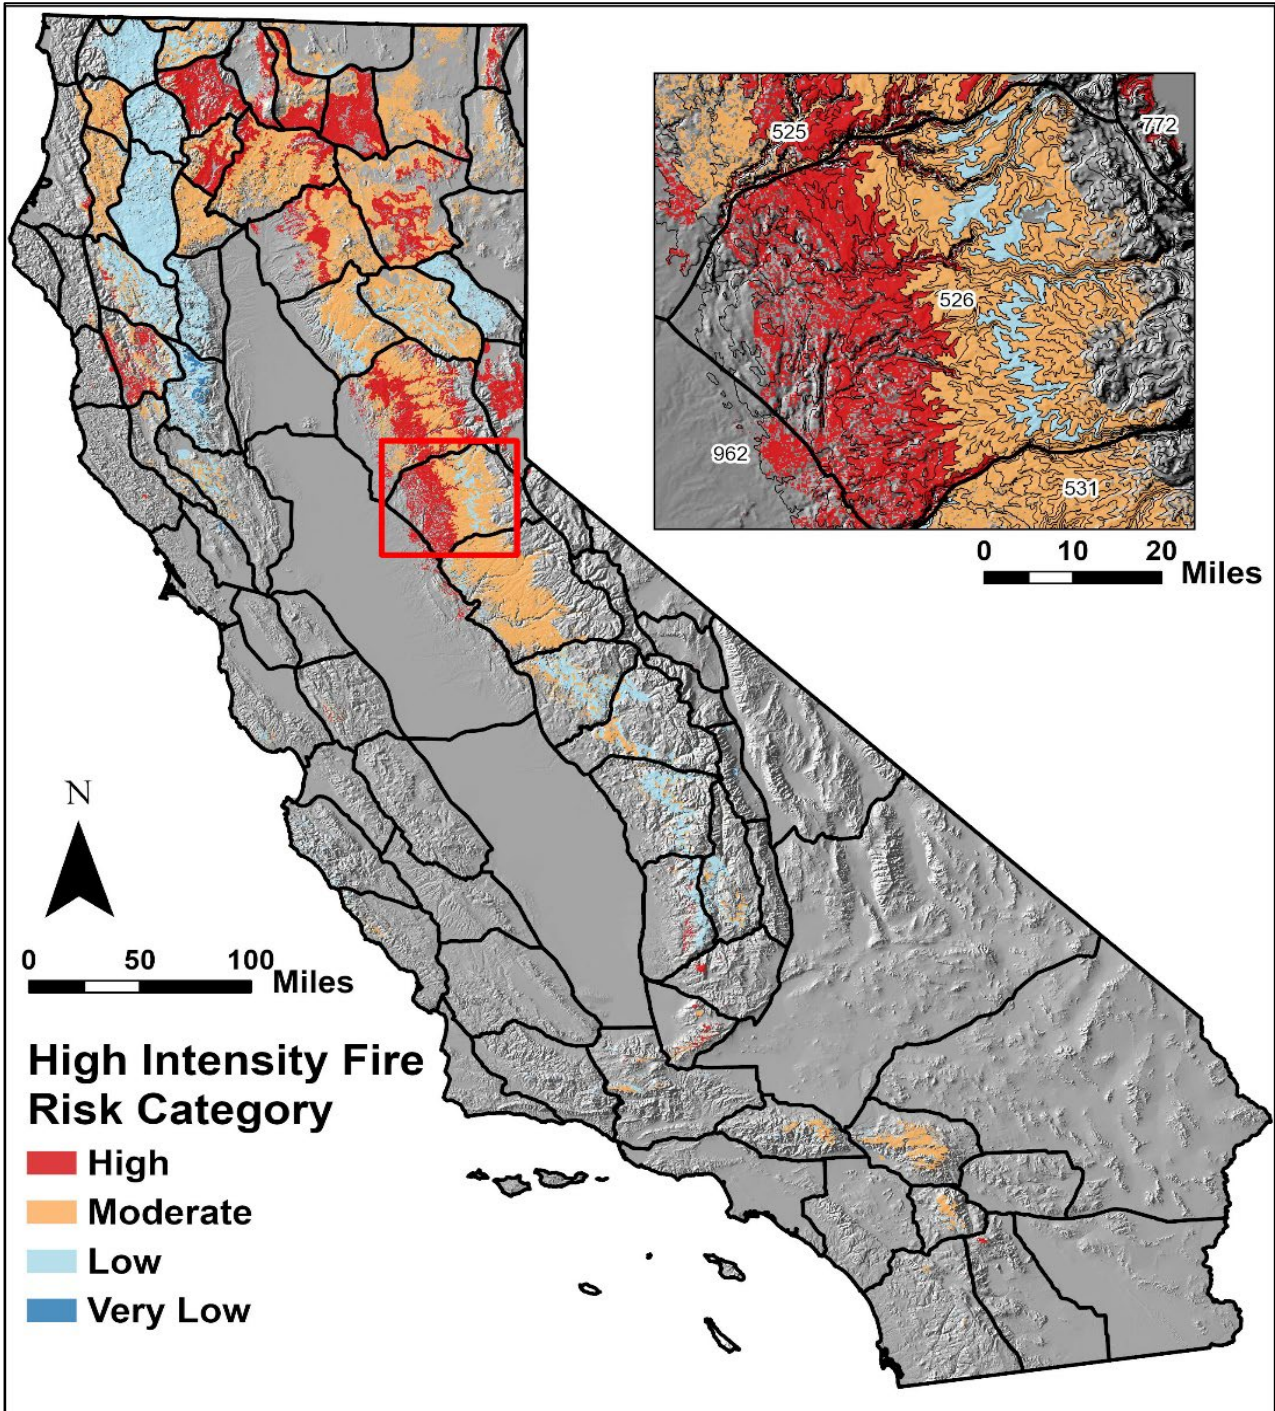 525
772
526
962
531
0 10 20
Miles
N
0 50 100
Miles
High Intensity Fire
Risk Category
High
Moderate
Low
Very Low